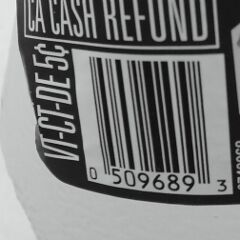 CA CASH REFUND
VT-CT-DE 5¢
0 509689 3